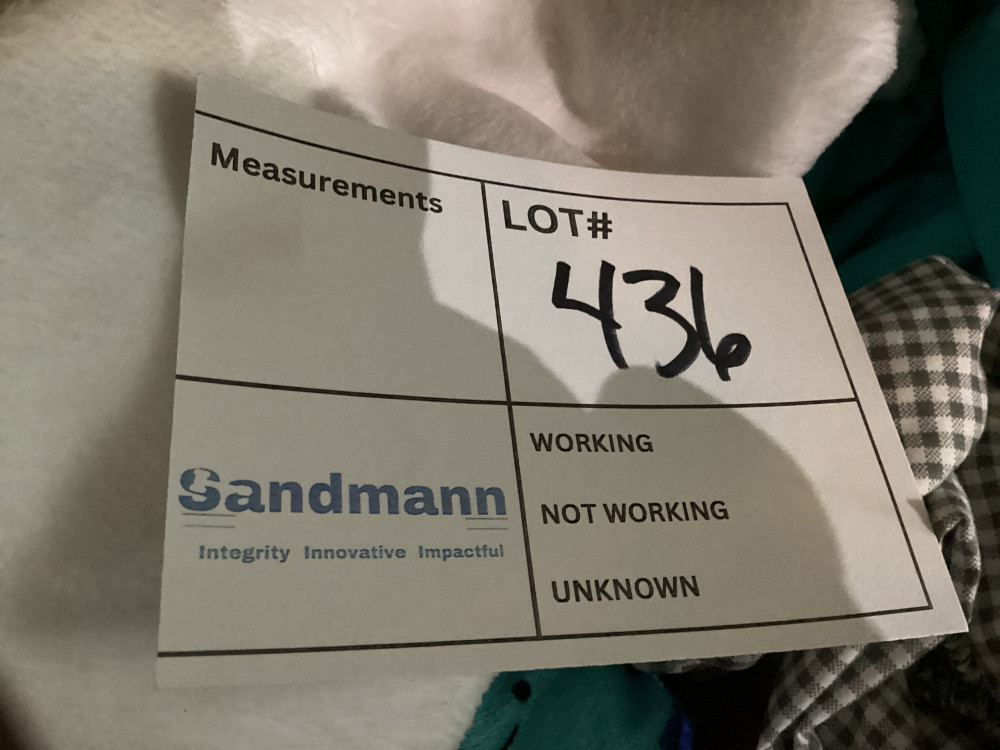 Measurements
LOT#
436
Sandmann
Integrity Innovative Impactful
WORKING
NOT WORKING
UNKNOWN